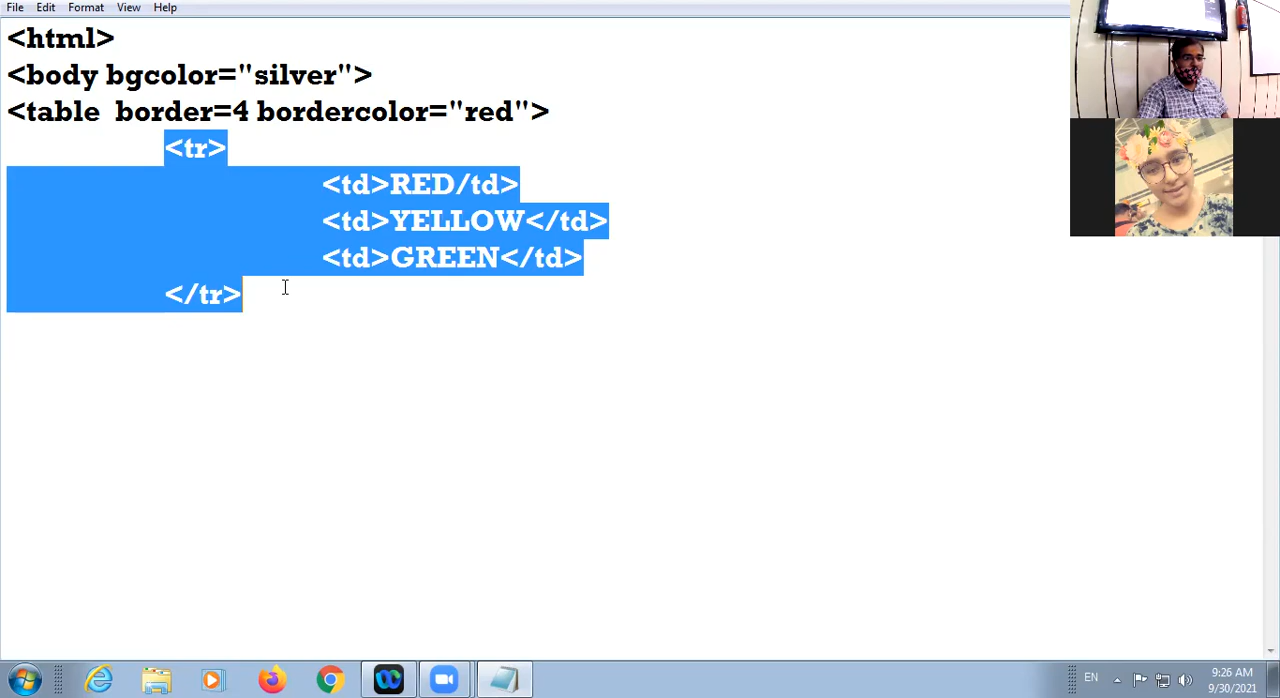 File Edit Format View Help
<html>
<body bgcolor="silver">
<table  border=4 bordercolor="red">
<tr>
<td>RED/td>
<td>YELLOW</td>
<td>GREEN</td>
</tr>
EN 9:26 AM
9/30/2021